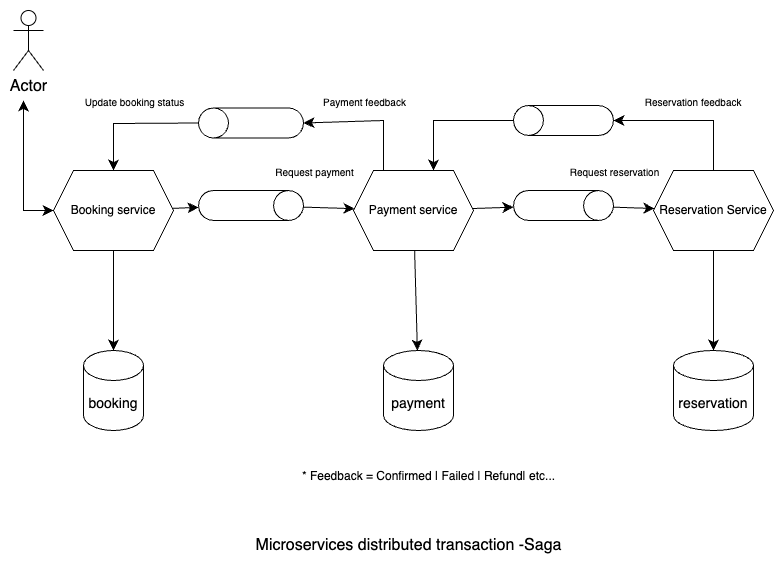 Actor
Update booking status
Payment feedback
Reservation feedback
Request payment
Request reservation
Booking service
Payment service
Reservation Service
booking
payment
reservation
* Feedback = Confirmed | Failed | Refund| etc...
Microservices distributed transaction -Saga